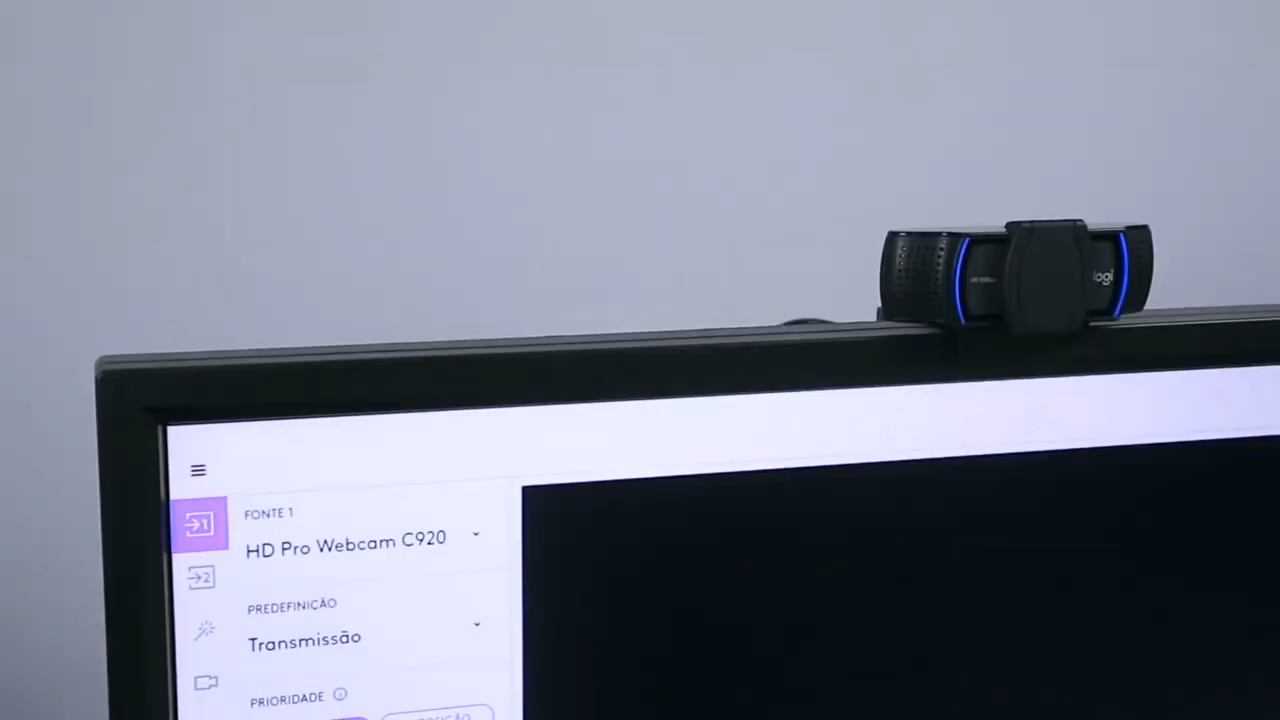 logi
FONTE 1
HD Pro Webcam C920
PREDEFINIÇÃO
Transmissão
PRIORIDADE